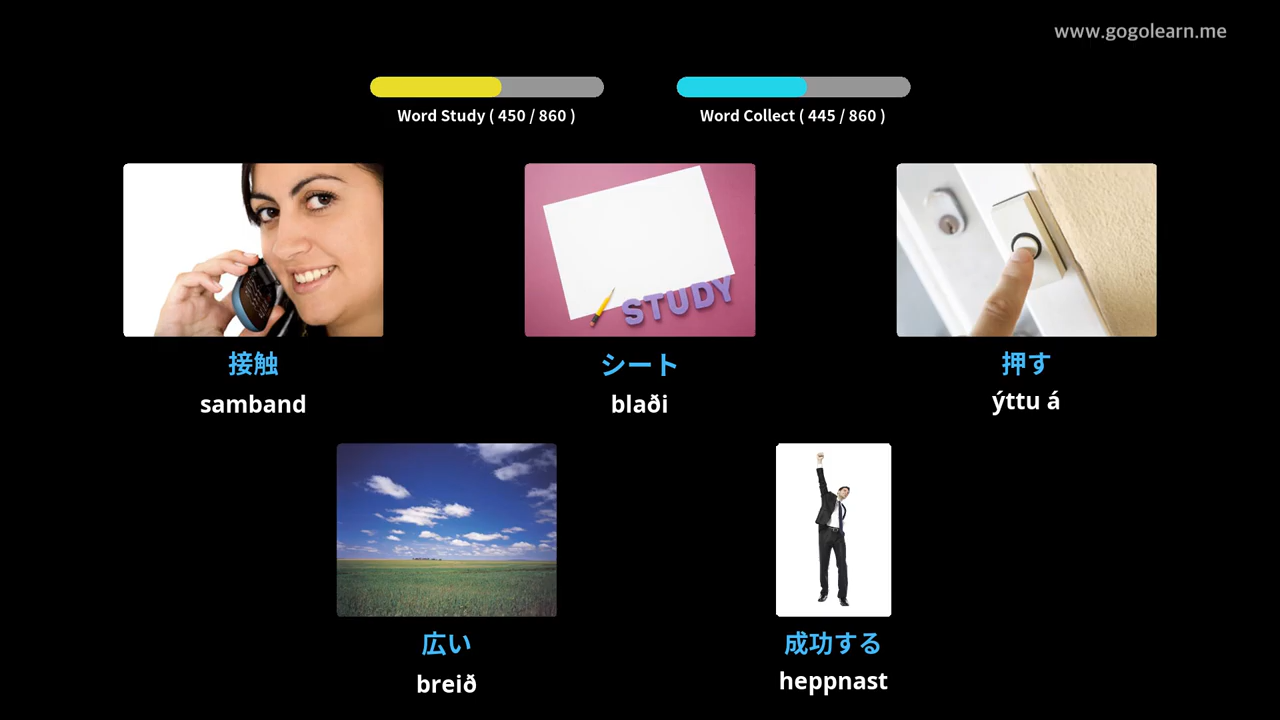 www.gogolearn.me
Word Study ( 450 / 860 )
Word Collect ( 445 / 860 )
STUDY
接触
シート
押す
samband
blaði
ýttu á
広い
成功する
breið
heppnast